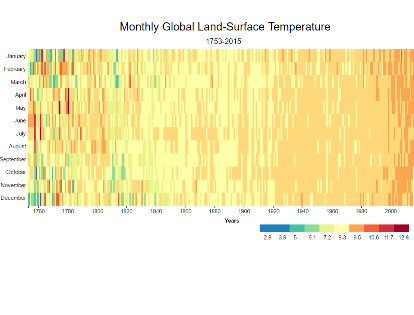 Monthly Global Land-Surface Temperature
1753-2015
January
February
March
April
May
June
July
August
September
October
November
December
1760 1780 1800 1820 1840 1860 1880 1900 1920 1940 1960 1980 2000
Years
2.8 3.9 5 6.1 7.2 8.3 9.5 10.6 11.7 12.8